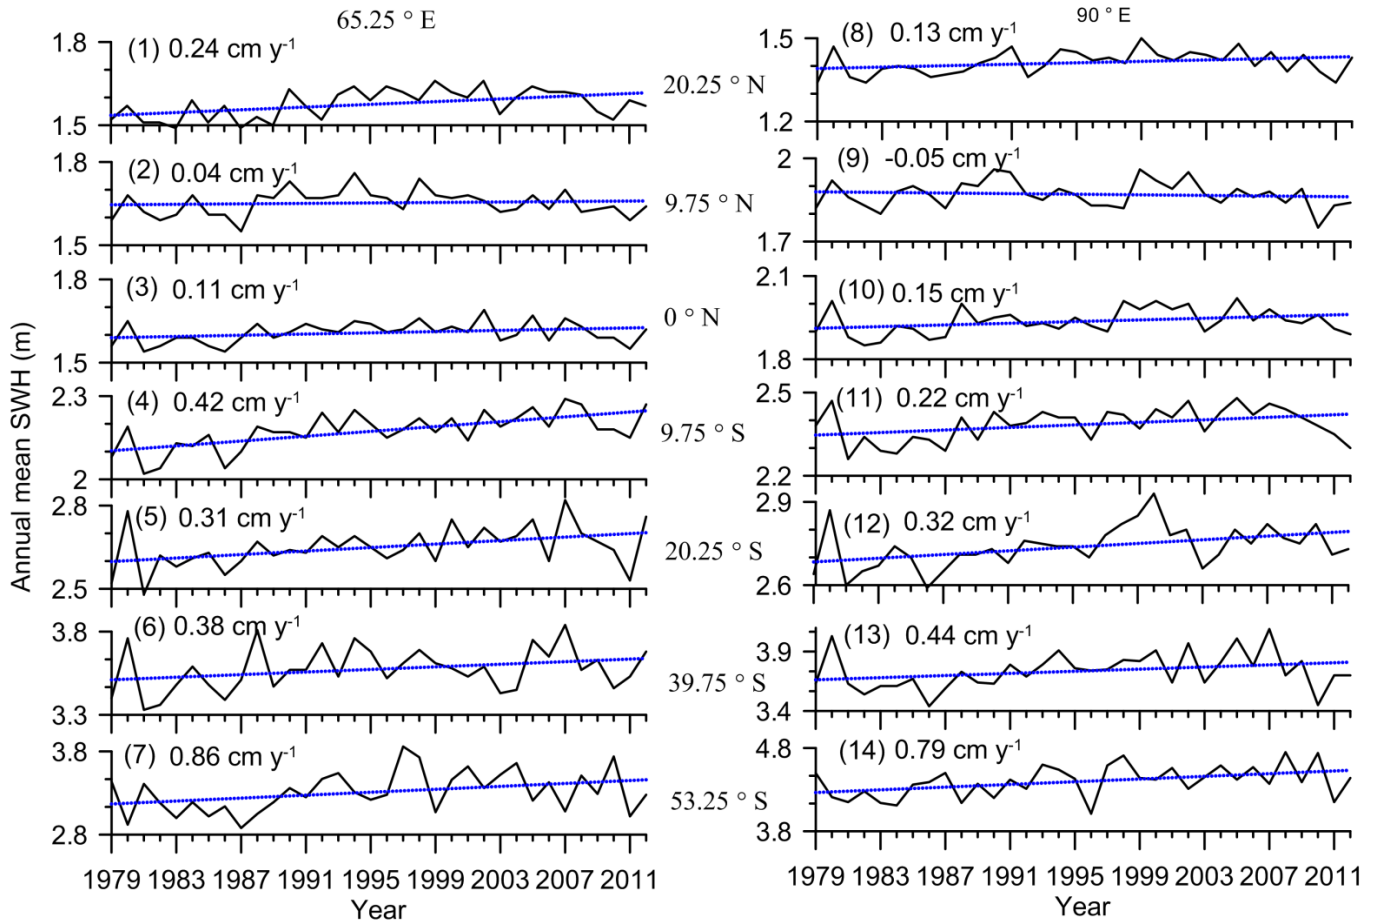 65.25 ° E
90 ° E
Annual mean SWH (m)
(1) 0.24 cm y-1
1.8
1.5
20.25 ° N
(8) 0.13 cm y-1
1.5
1.2
(2) 0.04 cm y-1
1.8
1.5
9.75 ° N
(9) -0.05 cm y-1
2
1.7
(3) 0.11 cm y-1
1.8
1.5
0 ° N
(10) 0.15 cm y-1
2.1
1.8
(4) 0.42 cm y-1
2.3
2
9.75 ° S
(11) 0.22 cm y-1
2.5
2.2
(5) 0.31 cm y-1
2.8
2.5
20.25 ° S
(12) 0.32 cm y-1
2.9
2.6
(6) 0.38 cm y-1
3.8
3.3
39.75 ° S
(13) 0.44 cm y-1
3.9
3.4
(7) 0.86 cm y-1
3.8
2.8
53.25 ° S
(14) 0.79 cm y-1
4.8
3.8
1979 1983 1987 1991 1995 1999 2003 2007 2011
Year
1979 1983 1987 1991 1995 1999 2003 2007 2011
Year